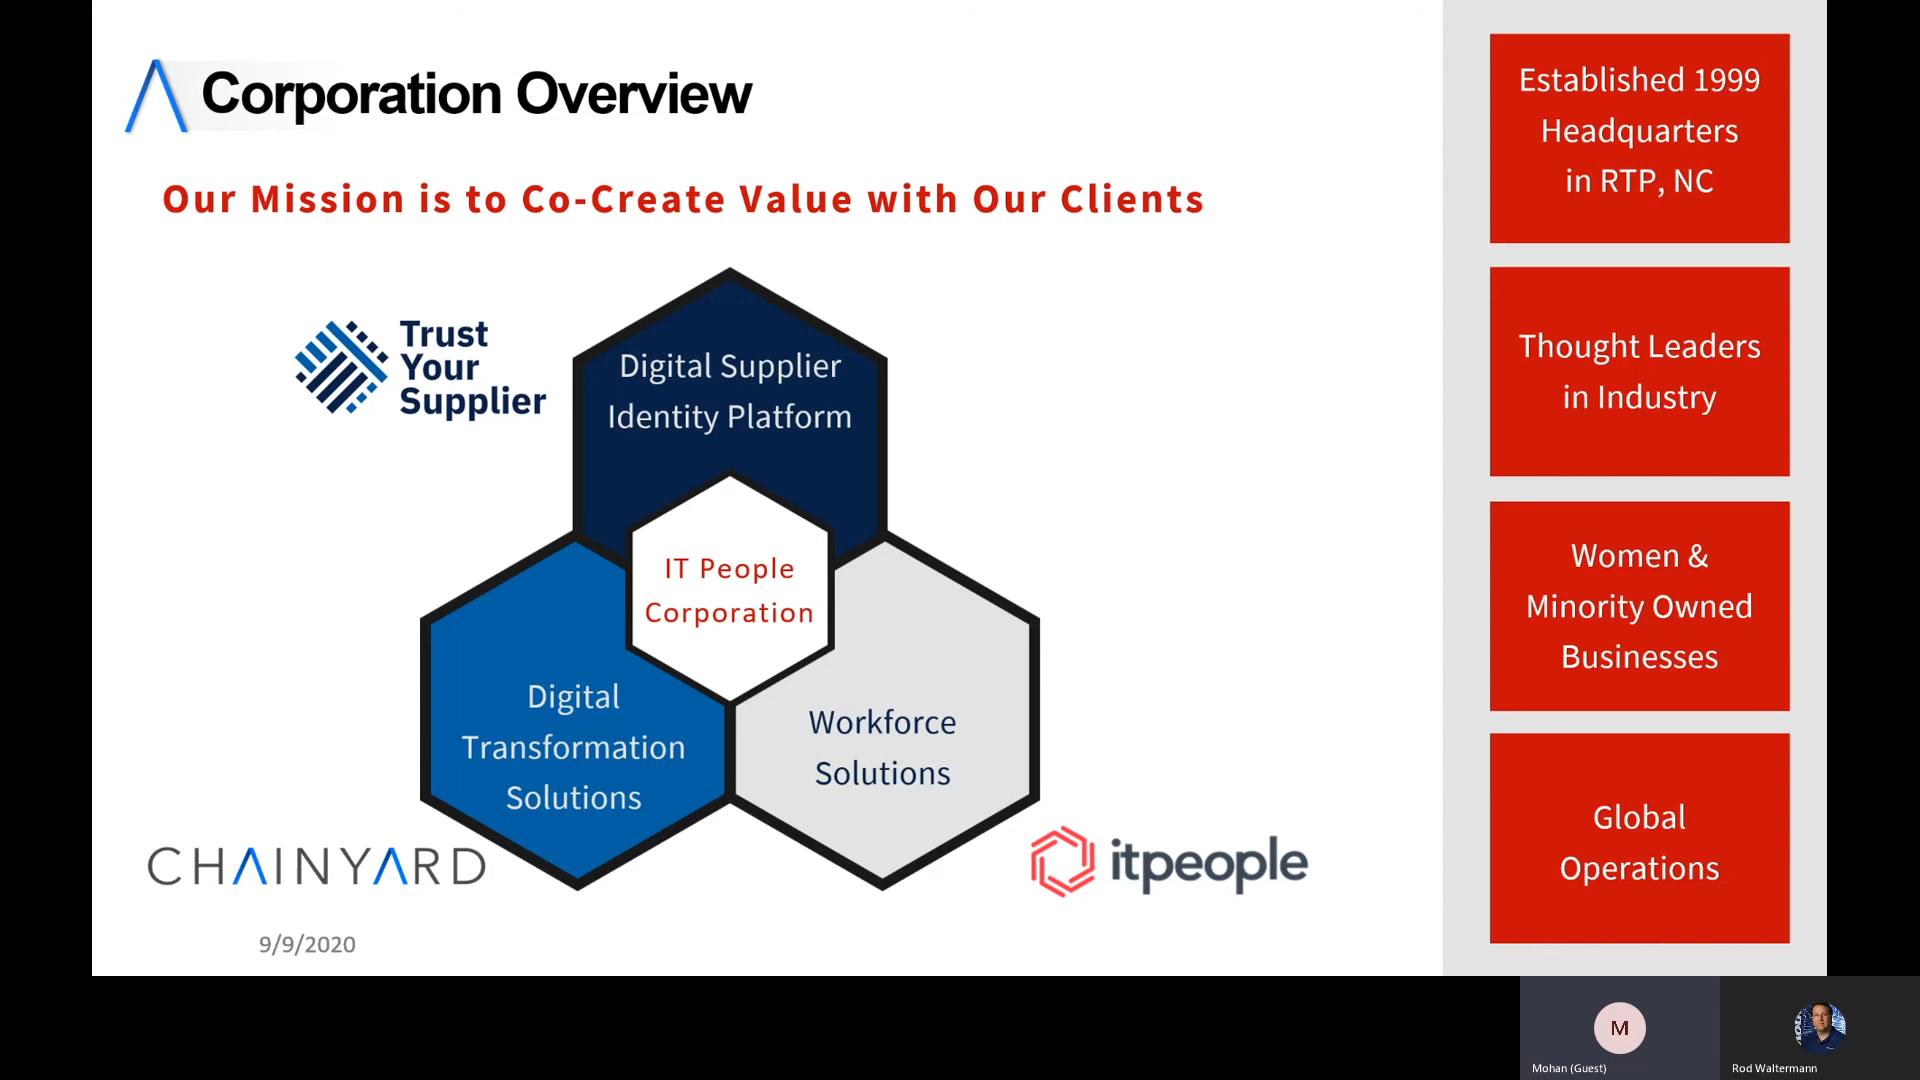 Corporation Overview
Our Mission is to Co-Create Value with Our Clients
Trust
Your
Supplier
Digital Supplier
Identity Platform
IT People
Corporation
Digital
Transformation
Solutions
Workforce
Solutions
CHAINYARD
itpeople
9/9/2020
Established 1999
Headquarters
in RTP, NC
Thought Leaders
in Industry
Women &
Minority Owned
Businesses
Global
Operations
M
Mohan (Guest)
Rod Waltermann